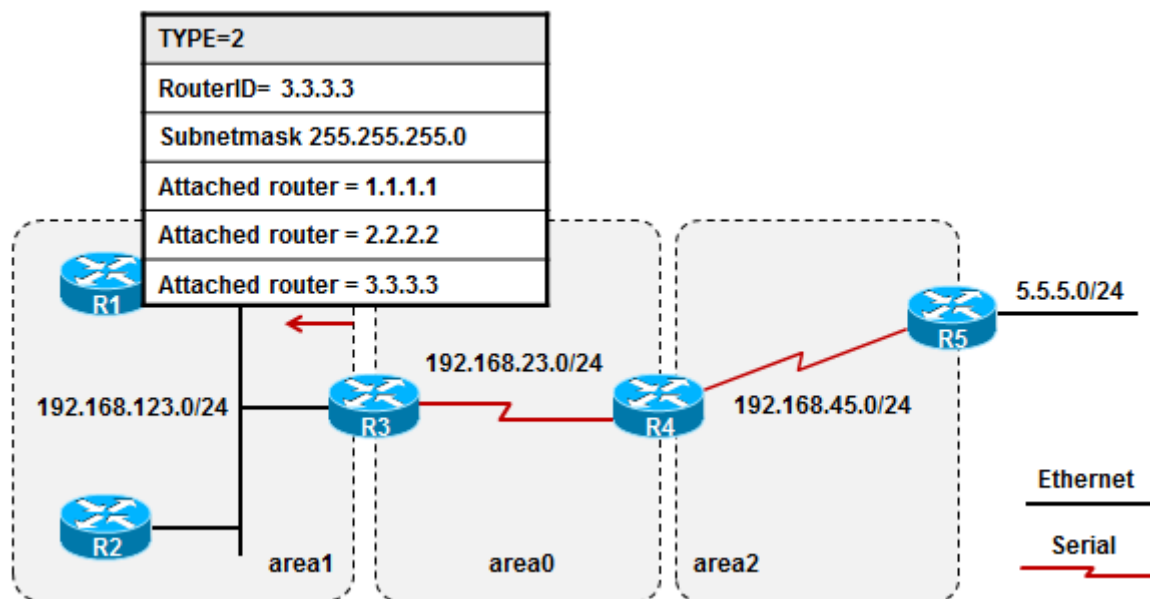 TYPE=2
RouterID= 3.3.3.3
Subnetmask 255.255.255.0
Attached router = 1.1.1.1
Attached router = 2.2.2.2
Attached router = 3.3.3.3
R1
5.5.5.0/24
R5
192.168.23.0/24
192.168.123.0/24
R3
R4
192.168.45.0/24
Ethernet
R2
Serial
area1
area0
area2